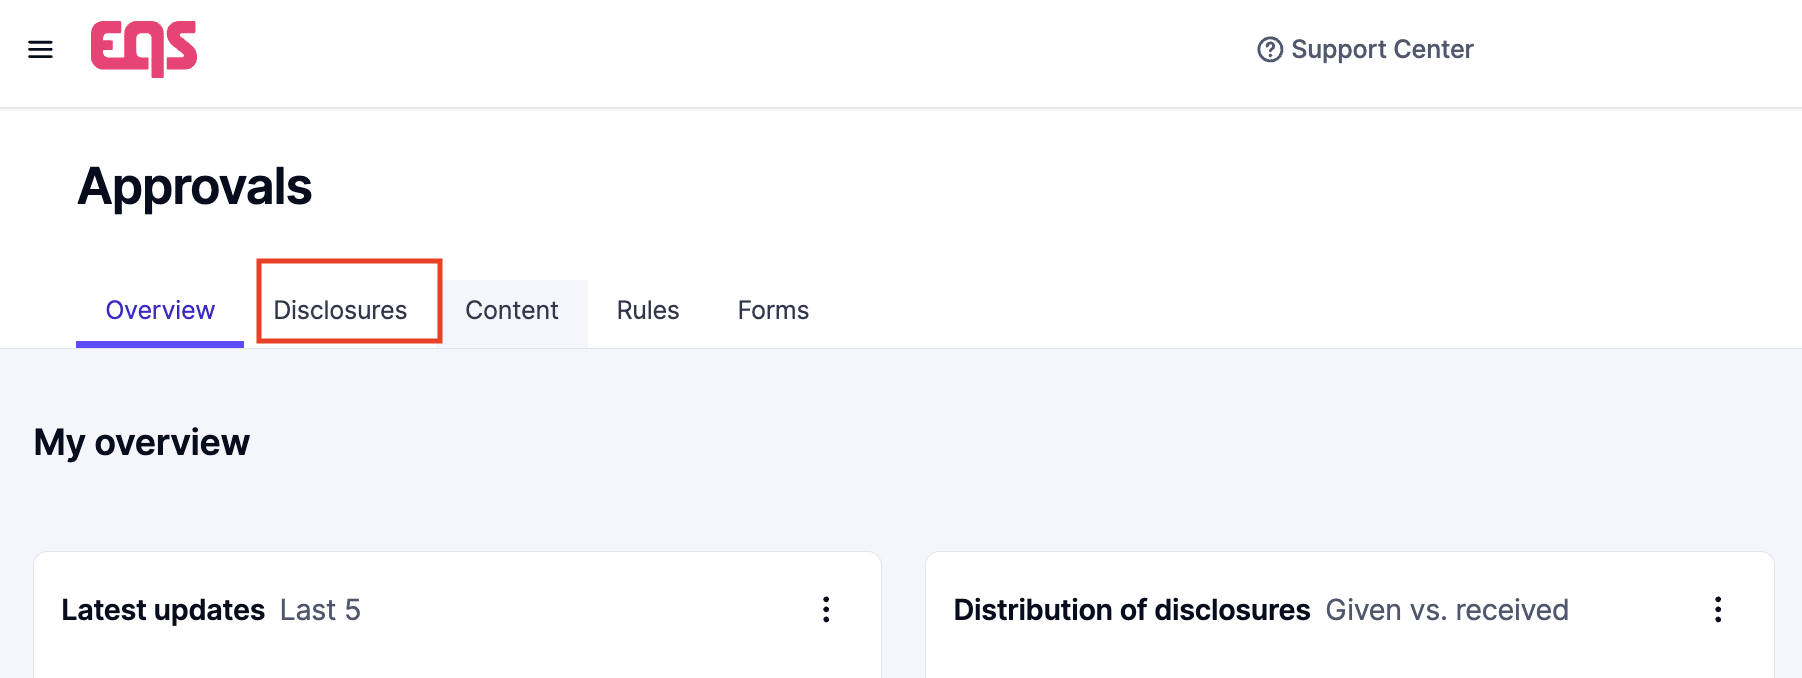 EQS
Support Center
Approvals
Overview Disclosures Content Rules Forms
My overview
Latest updates Last 5
Distribution of disclosures Given vs. received